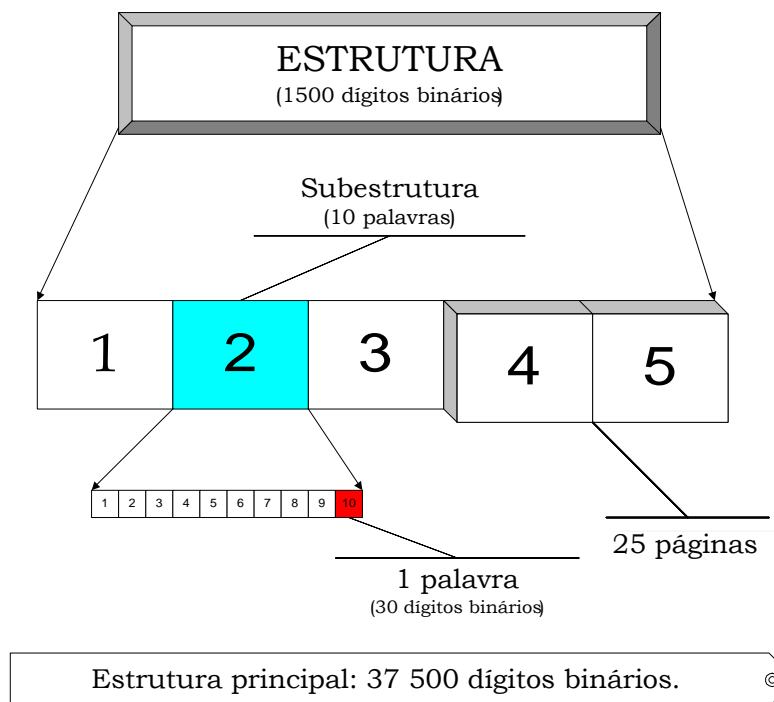 ESTRUTURA
(1500 dígitos binários)
Subestrutura
(10 palavras)
1 2 3 4 5
1 2 3 4 5 6 7 8 9 10
25 páginas
1 palavra
(30 dígitos binários)
Estrutura principal: 37 500 dígitos binários.
©